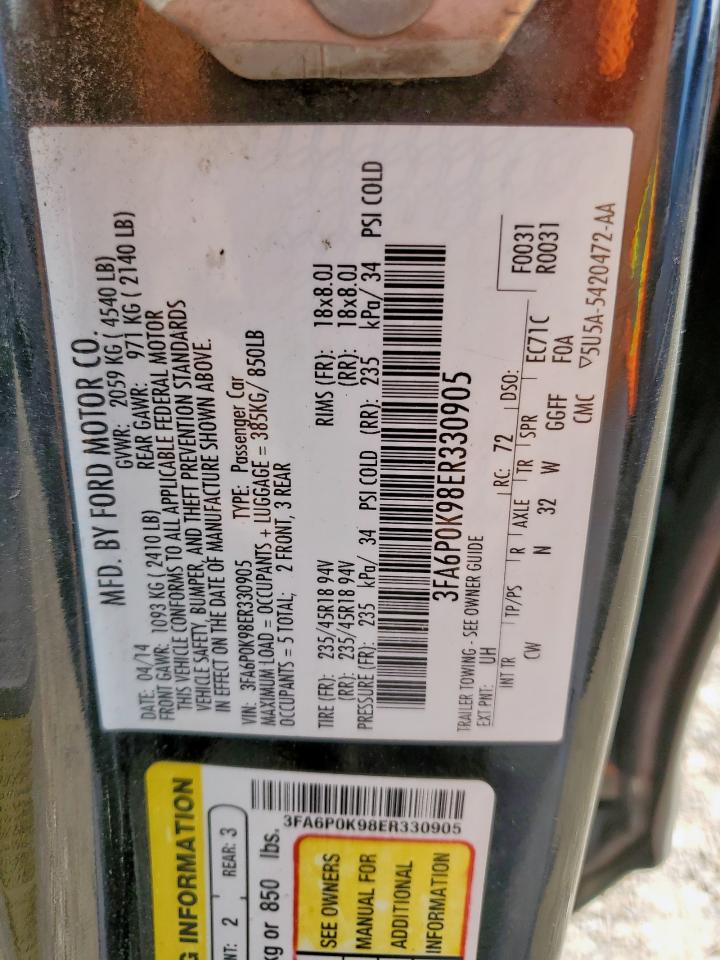 MFD. BY FORD MOTOR CO.
DATE: 04/14 GVWR: 2059 KG ( 4540 LB)
FRONT GAWR: 1093 KG ( 2410 LB) REAR GAWR: 971 KG ( 2140 LB)
THIS VEHICLE CONFORMS TO ALL APPLICABLE FEDERAL MOTOR
VEHICLE SAFETY, BUMPER, AND THEFT PREVENTION STANDARDS
IN EFFECT ON THE DATE OF MANUFACTURE SHOWN ABOVE.
VIN: 3FA6P0K98ER330905 TYPE: Passenger Car
MAXIMUM LOAD = OCCUPANTS + LUGGAGE = 385KG/ 850LB
OCCUPANTS = 5 TOTAL; 2 FRONT, 3 REAR
TIRE (FR): 235/45R18 94V RIMS (FR): 18x8.0J
(RR): 235/45R18 94V (RR): 18x8.0J
PRESSURE (FR): 235 kPa/ 34 PSI COLD (RR): 235 kPa/ 34 PSI COLD
3FA6P0K98ER330905
TRAILER TOWING - SEE OWNER GUIDE
EXT PNT: UH RC: 72 DSO: F0031
R0031
INT TR TP/PS R AXLE TR SPR EC71C
CW N 32 W GGFF F0A
CMC ▽5U5A-5420472-AA
G INFORMATION
NT: 2 REAR: 3
kg or 850 lbs.
3FA6P0K98ER330905
SEE OWNERS
MANUAL FOR
ADDITIONAL
INFORMATION